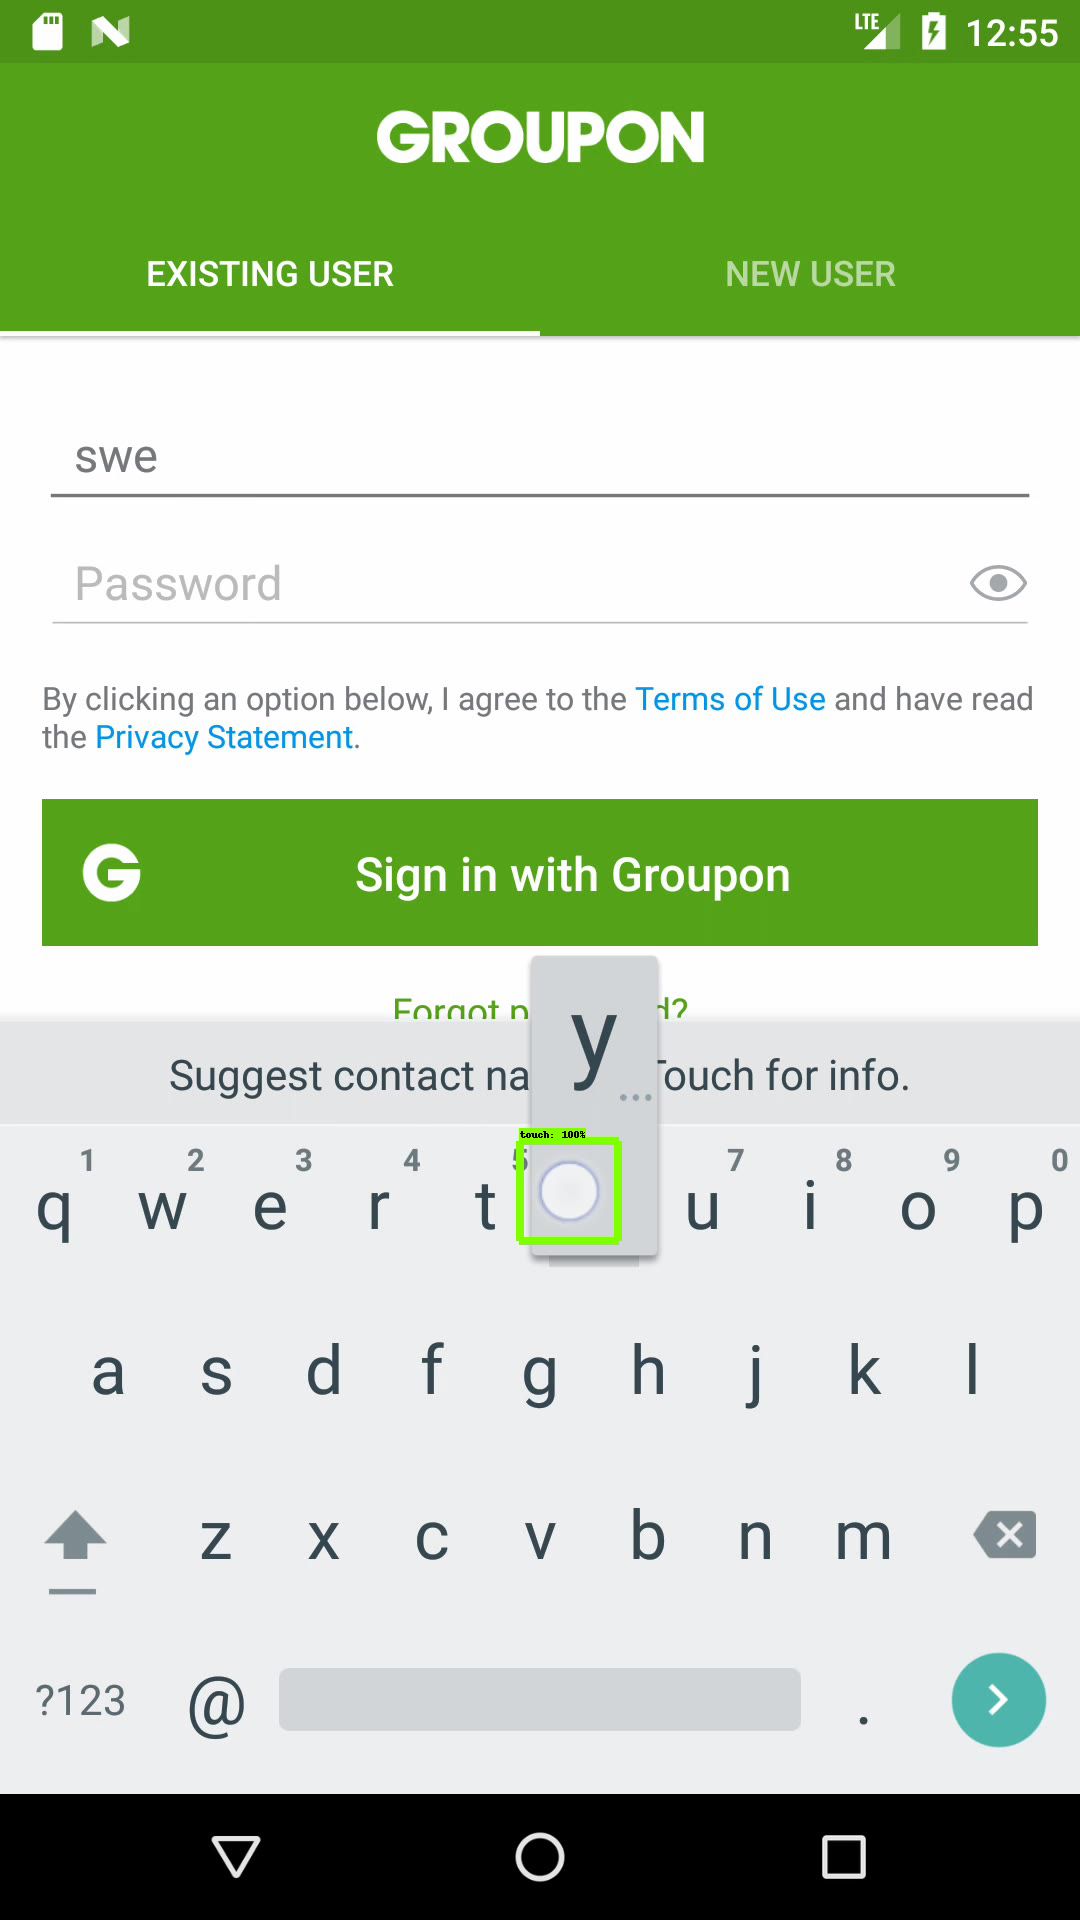 LTE 12:55
GROUPON
EXISTING USER NEW USER
swe
Password
By clicking an option below, I agree to the Terms of Use and have read
the Privacy Statement.
G Sign in with Groupon
y
Forgot p d?
Suggest contact na Touch for info.
...
touch: 100%
1 2 3 4 5 7 8 9 0
q w e r t u i o p
a s d f g h j k l
z x c v b n m
?123 @ .